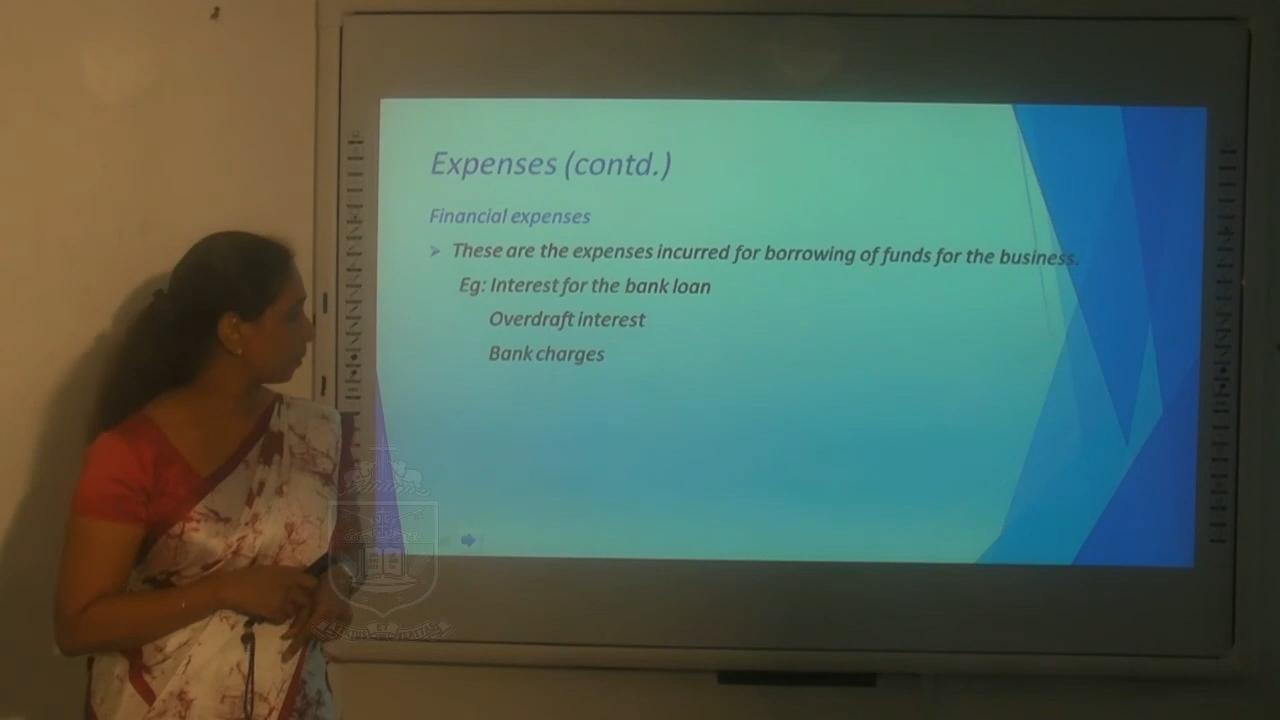 Expenses (contd.)
Financial expenses
These are the expenses incurred for borrowing of funds for the business.
Eg: Interest for the bank loan
Overdraft interest
Bank charges